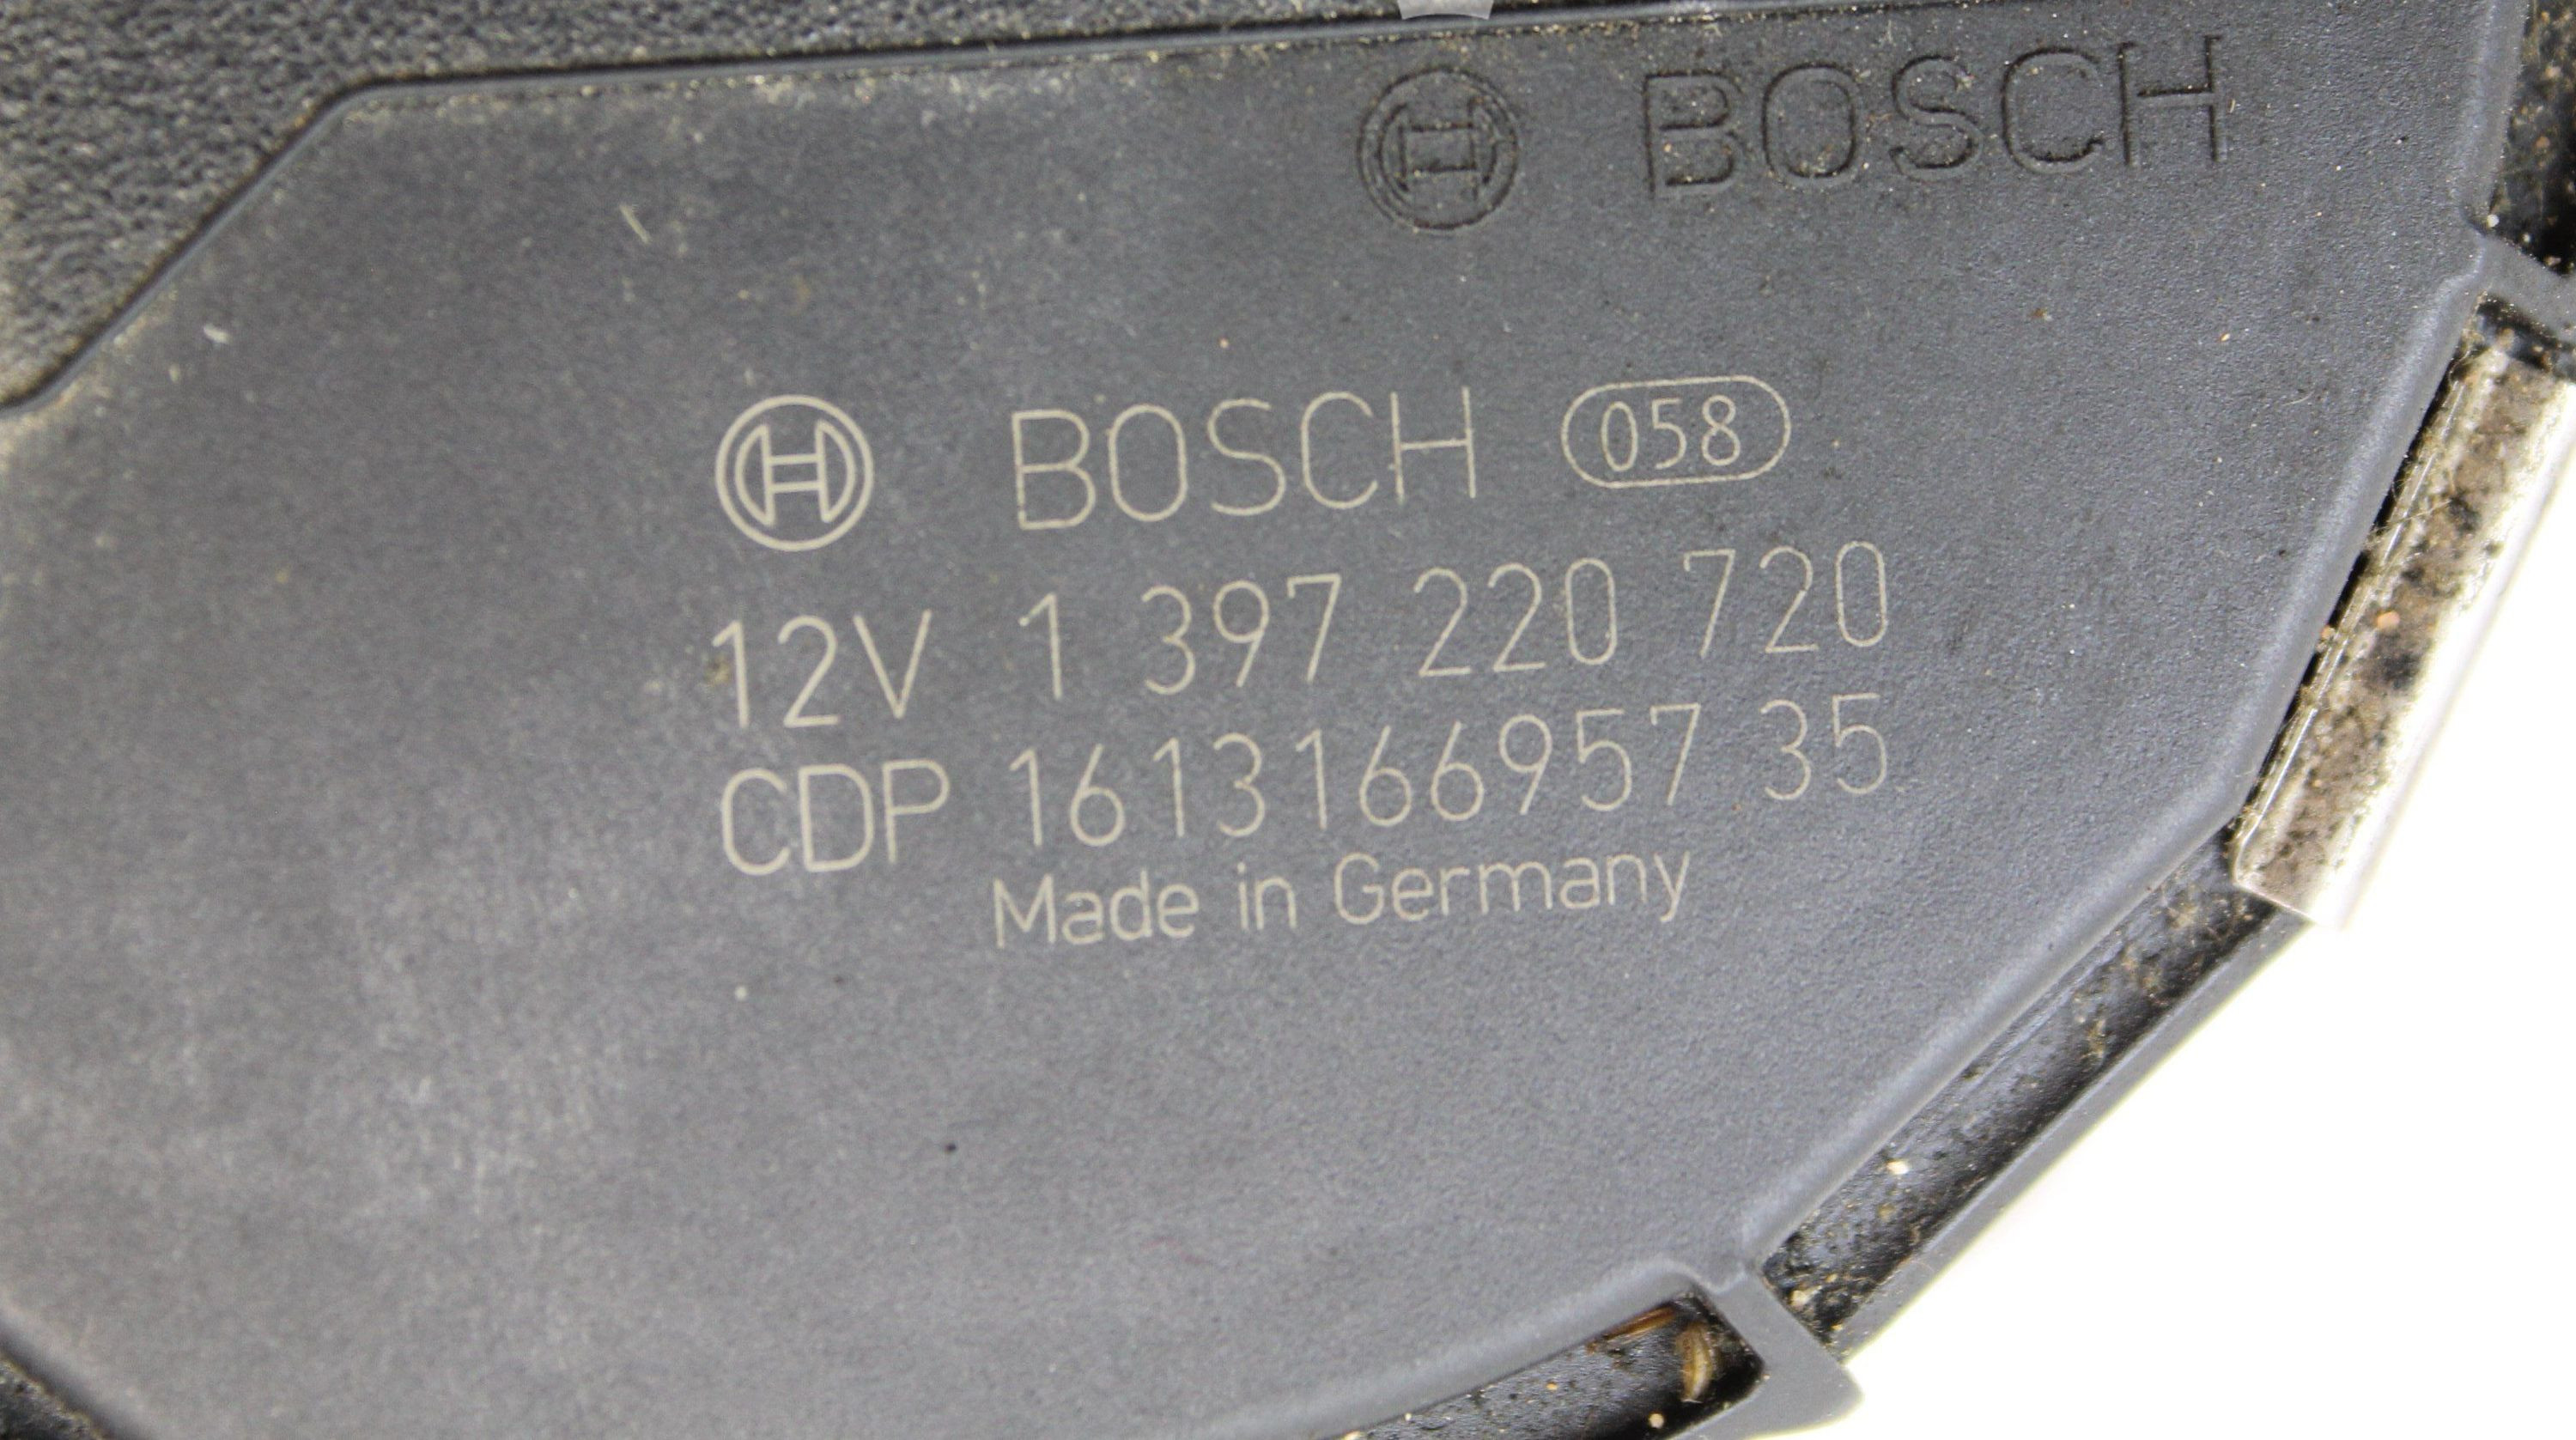 BOSCH
BOSCH 058
12V 1 397 220 720
CDP 1613166957 35
Made in Germany